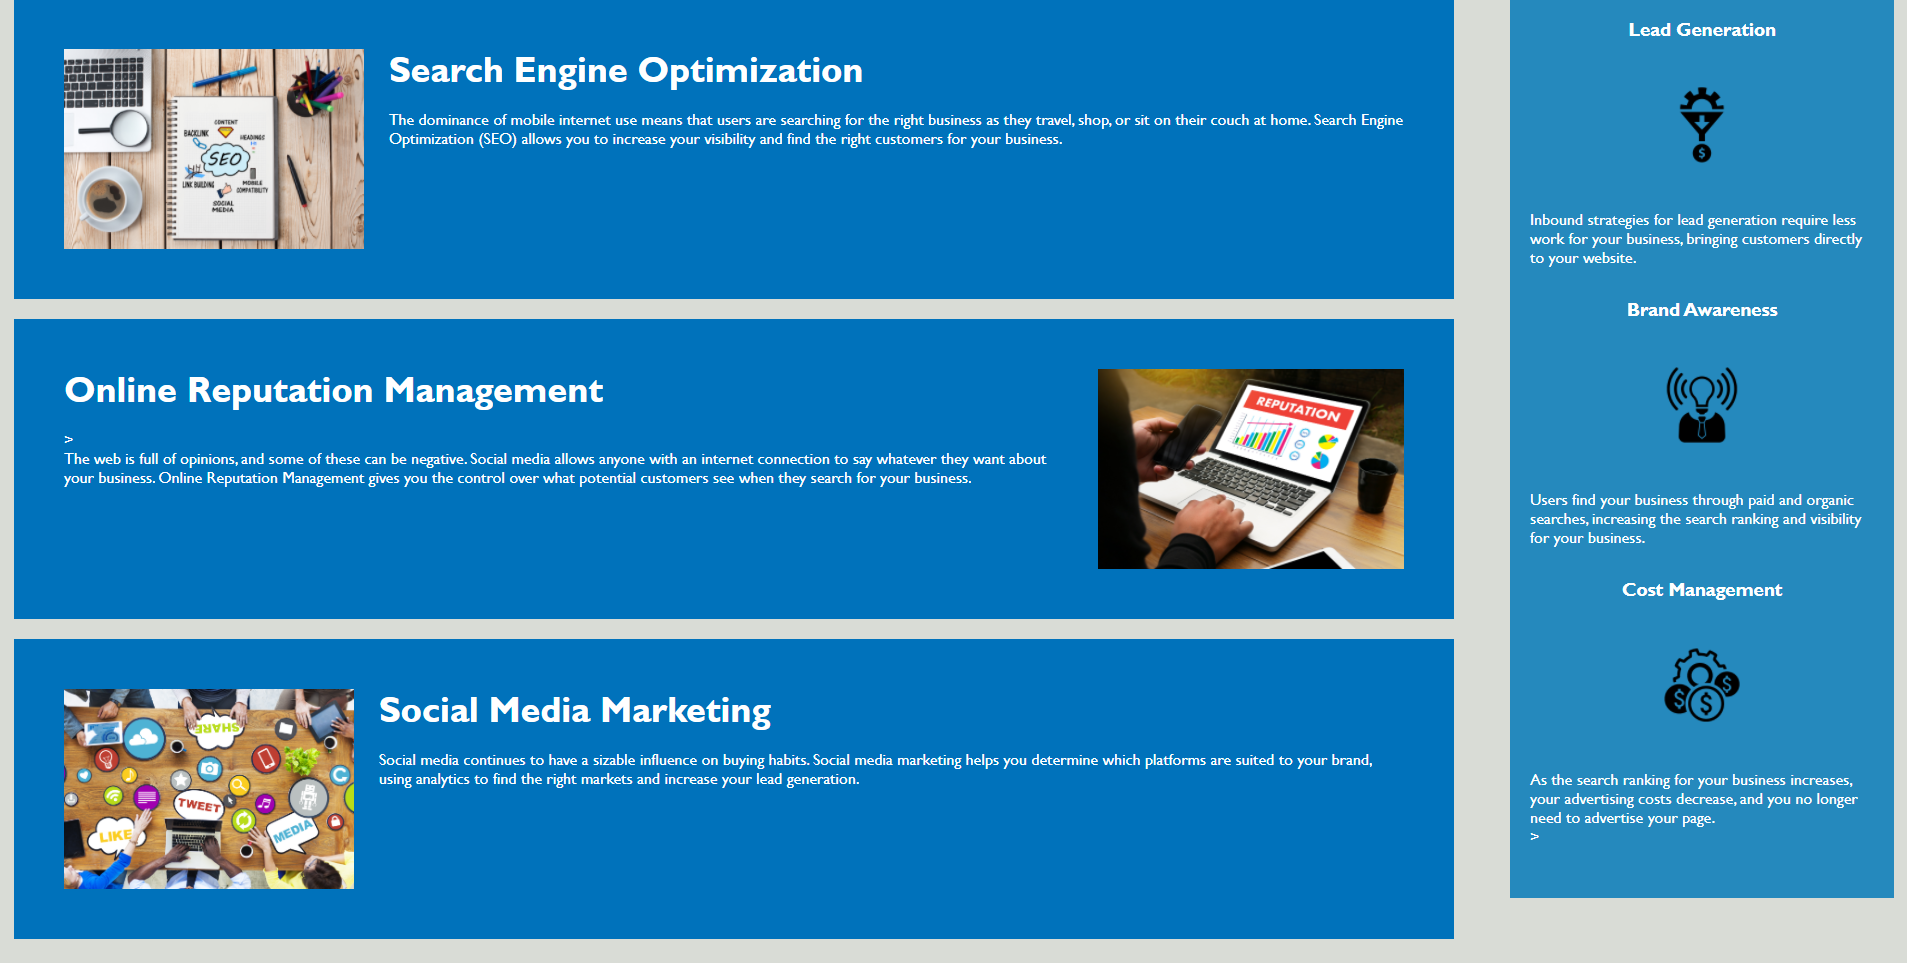 Search Engine Optimization
The dominance of mobile internet use means that users are searching for the right business as they travel, shop, or sit on their couch at home. Search Engine
Optimization (SEO) allows you to increase your visibility and find the right customers for your business.
CONTENT
BACKLINK
HEADINGS
SEO
LINK BUILDING
MOBILE
COMPATIBILITY
SOCIAL
MEDIA
Online Reputation Management
>
The web is full of opinions, and some of these can be negative. Social media allows anyone with an internet connection to say whatever they want about
your business. Online Reputation Management gives you the control over what potential customers see when they search for your business.
REPUTATION
Social Media Marketing
Social media continues to have a sizable influence on buying habits. Social media marketing helps you determine which platforms are suited to your brand,
using analytics to find the right markets and increase your lead generation.
SHARE
TWEET
LIKE
MEDIA
Lead Generation
$
Inbound strategies for lead generation require less
work for your business, bringing customers directly
to your website.
Brand Awareness
Users find your business through paid and organic
searches, increasing the search ranking and visibility
for your business.
Cost Management
$ $ $
As the search ranking for your business increases,
your advertising costs decrease, and you no longer
need to advertise your page.
>